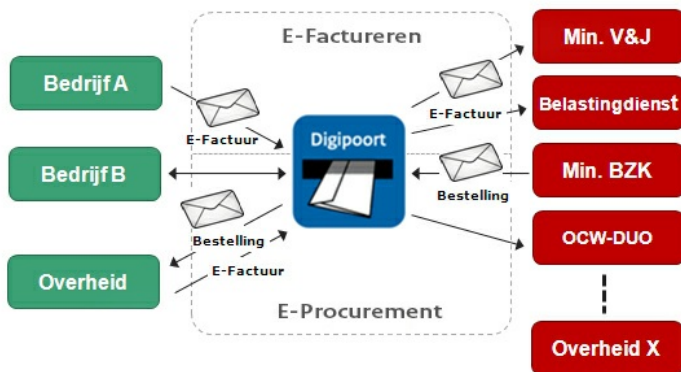 E-Factureren
Min. V&J
Bedrijf A
E-Factuur
Belastingdienst
E-Factuur
Digipoort
Bedrijf B
Min. BZK
Bestelling
Bestelling
OCW-DUO
Overheid
E-Factuur
E-Procurement
Overheid X